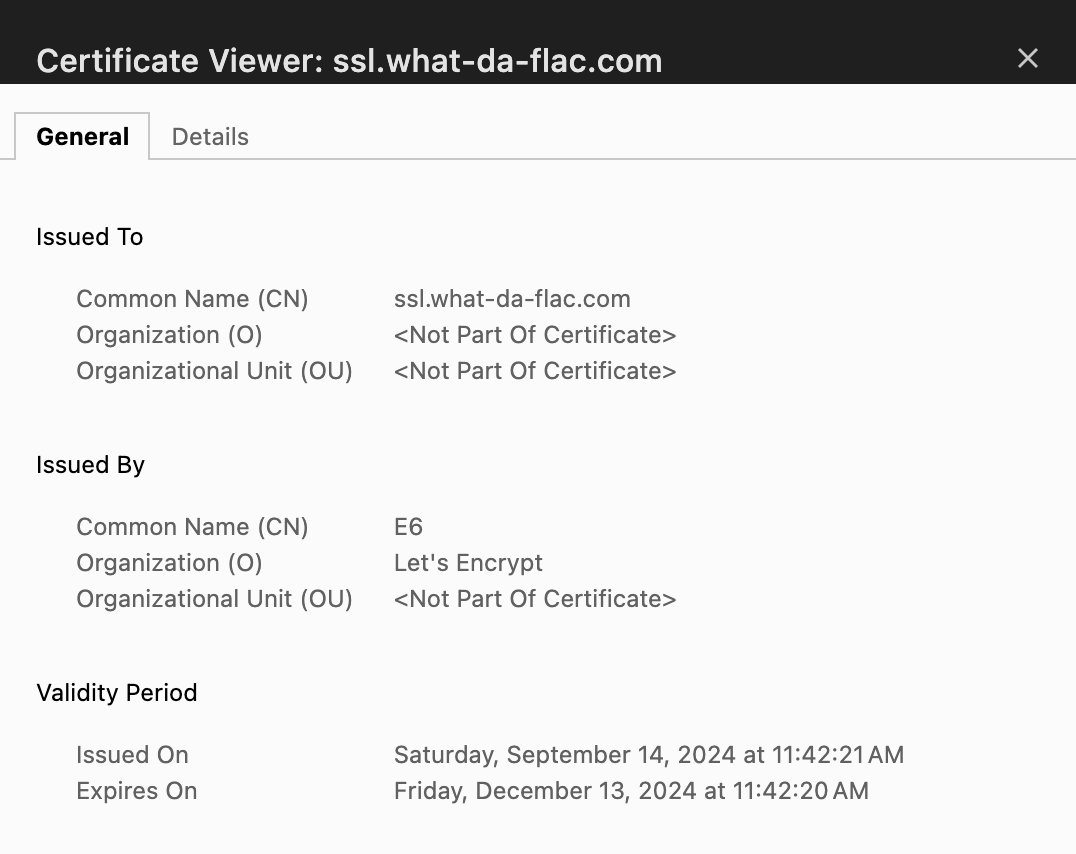 Certificate Viewer: ssl.what-da-flac.com
General Details
Issued To
Common Name (CN) ssl.what-da-flac.com
Organization (O) <Not Part Of Certificate>
Organizational Unit (OU) <Not Part Of Certificate>
Issued By
Common Name (CN) E6
Organization (O) Let's Encrypt
Organizational Unit (OU) <Not Part Of Certificate>
Validity Period
Issued On Saturday, September 14, 2024 at 11:42:21 AM
Expires On Friday, December 13, 2024 at 11:42:20 AM